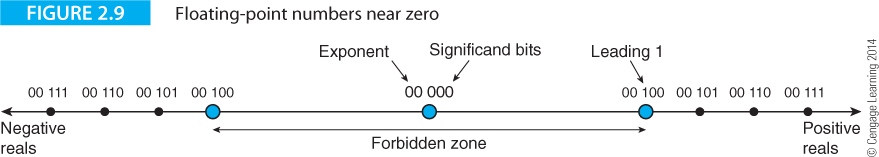 FIGURE 2.9 Floating-point numbers near zero
Exponent Significand bits Leading 1
00 111 00 110 00 101 00 100 00 000 00 100 00 101 00 110 00 111
Negative reals
Forbidden zone
Positive reals
© Cengage Learning 2014